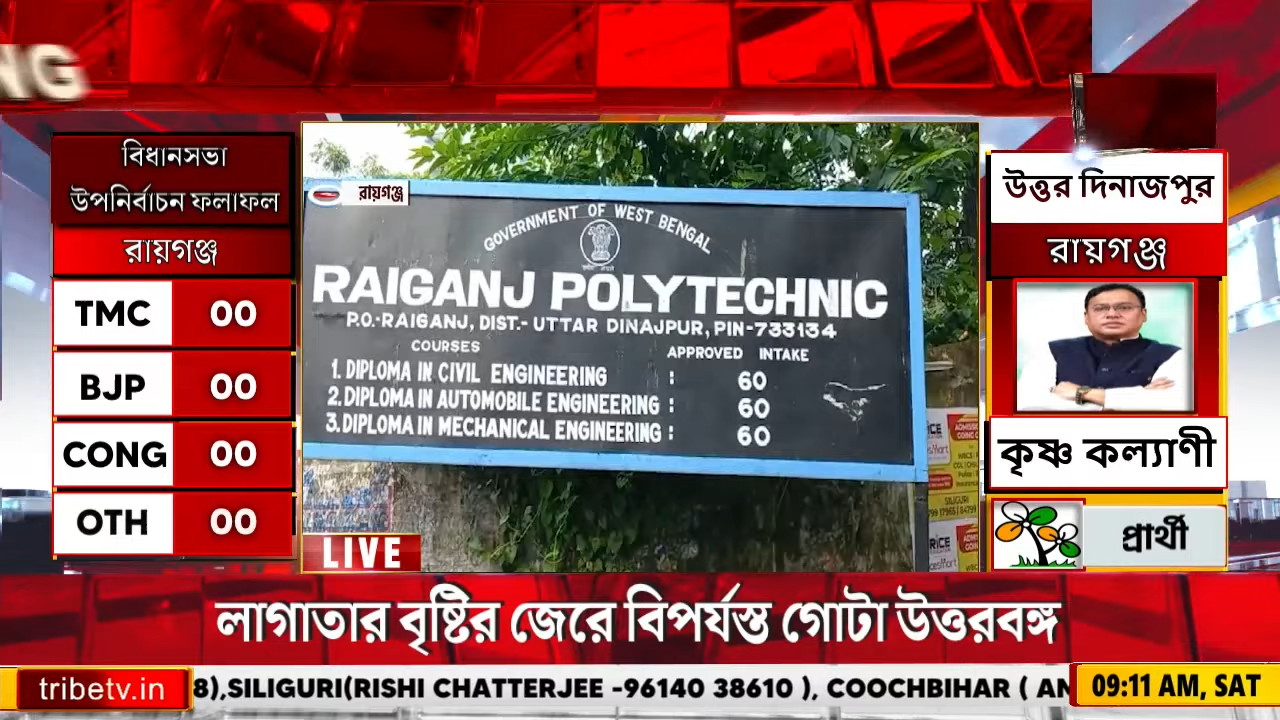 NG
বিধানসভা
উপনির্বাচন ফলাফল
রায়গঞ্জ
TMC 00
BJP 00
CONG 00
OTH 00
রায়গঞ্জ
GOVERNMENT OF WEST BENGAL
RAIGANJ POLYTECHNIC
P.O.-RAIGANJ, DIST.- UTTAR DINAJPUR, PIN-733134
COURSES APPROVED INTAKE
1. DIPLOMA IN CIVIL ENGINEERING : 60
2. DIPLOMA IN AUTOMOBILE ENGINEERING : 60
3. DIPLOMA IN MECHANICAL ENGINEERING : 60
SILIGURI
LIVE
উত্তর দিনাজপুর
রায়গঞ্জ
কৃষ্ণ কল্যাণী
প্রার্থী
লাগাতার বৃষ্টির জেরে বিপর্যস্ত গোটা উত্তরবঙ্গ
tribetv.in 8),SILIGURI(RISHI CHATTERJEE -96140 38610 ), COOCHBIHAR ( AN 09:11 AM, SAT